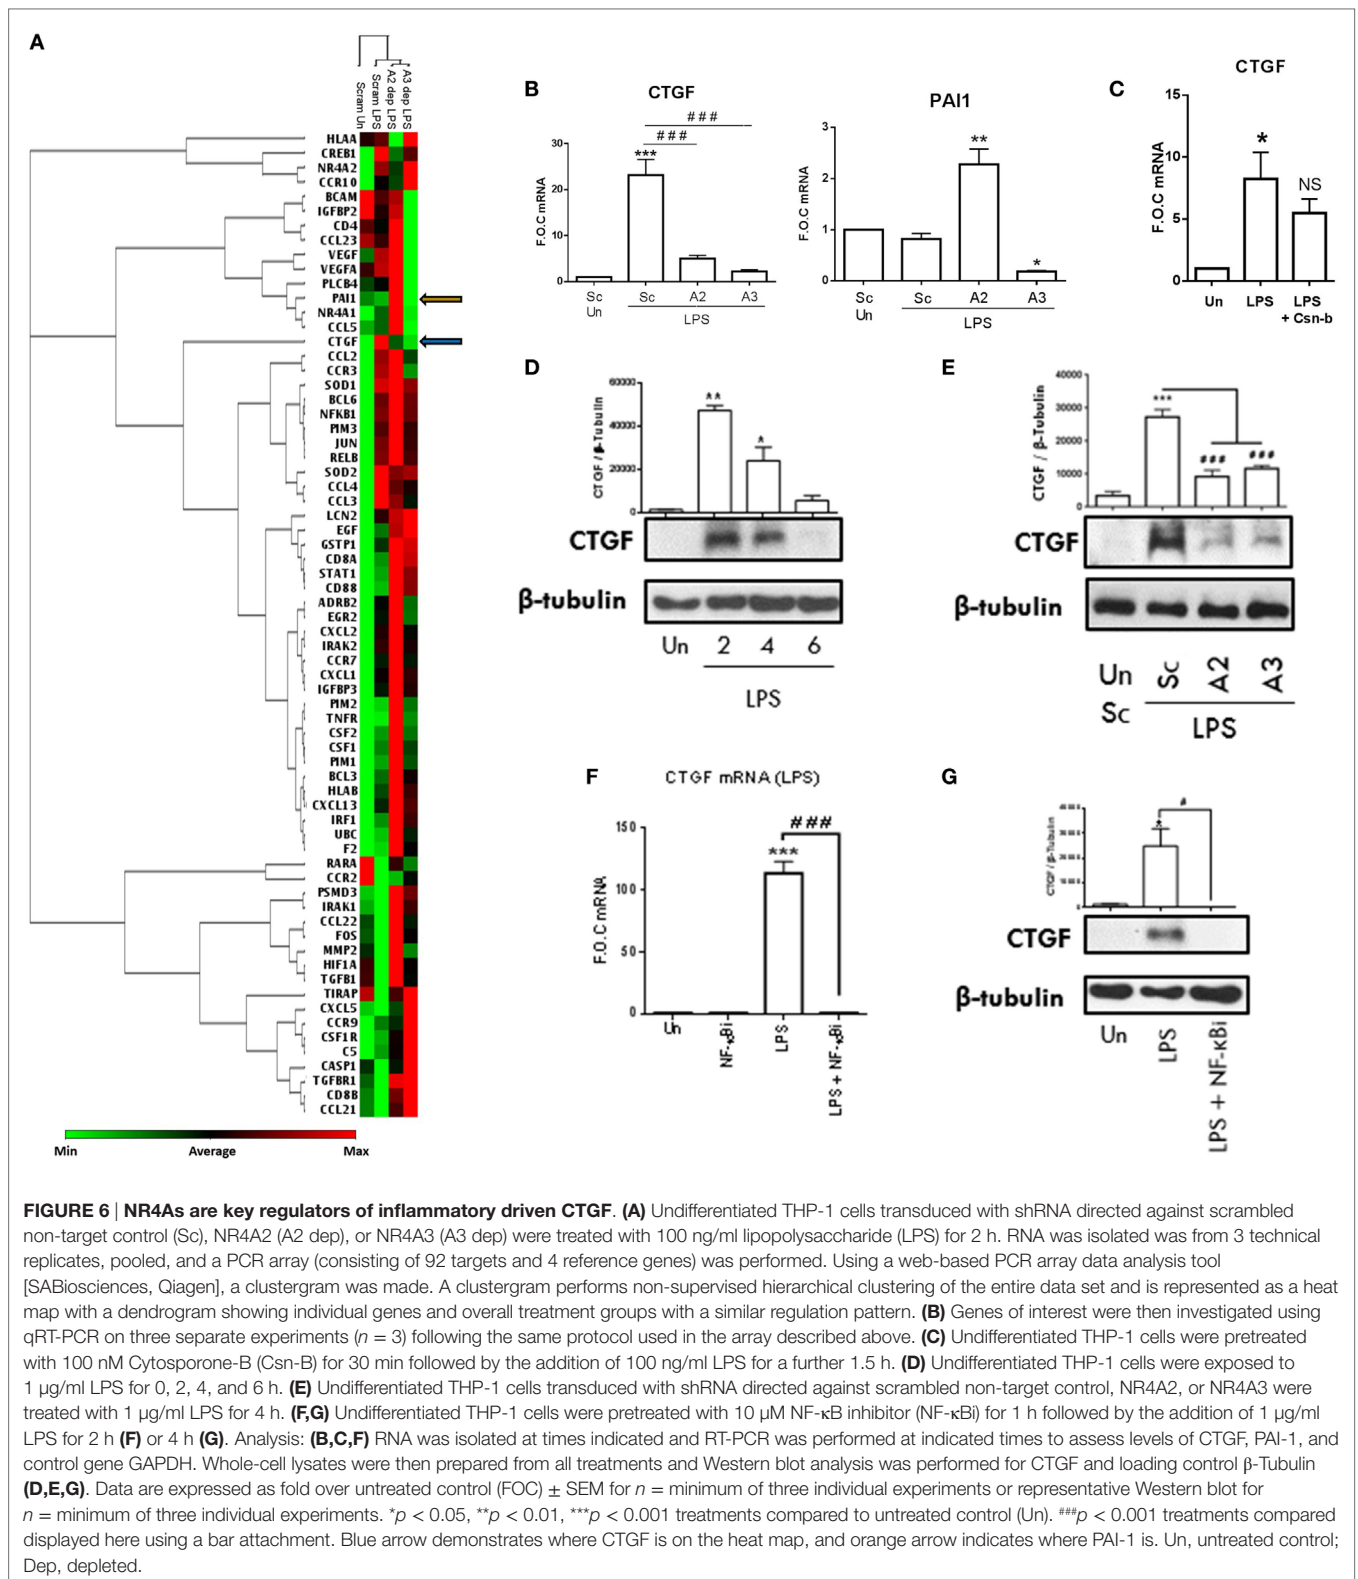 A
Scram Un
Scram LPS
A2 dep LPS
A3 dep LPS
HLAA
CREB1
NR4A2
CCR10
BCAM
IGFBP2
CD4
CCL23
VEGF
VEGFA
PLCB4
PAI1
NR4A1
CCL5
CTGF
CCL2
CCR3
SOD1
BCL6
NFKB1
PIM3
JUN
RELB
SOD2
CCL4
CCL3
LCN2
EGF
GSTP1
CD8A
STAT1
CD88
ADRB2
EGR2
CXCL2
IRAK2
CCR7
CXCL1
IGFBP3
PIM2
TNFR
CSF2
CSF1
PIM1
BCL3
HLAB
CXCL13
IRF1
UBC
F2
RARA
CCR2
PSMD3
IRAK1
CCL22
FOS
MMP2
HIF1A
TGFB1
TIRAP
CXCL5
CCR9
CSF1R
C5
CASP1
TGFBR1
CD8B
CCL21
Min Average Max
B
CTGF
F.O.C mRNA
30
20
10
0
***
###
###
Sc Sc A2 A3
Un LPS
PAI1
F.O.C mRNA
3
2
1
0
**
*
Sc Sc A2 A3
Un LPS
C
CTGF
F.O.C mRNA
15
10
5
0
*
NS
Un LPS LPS
+ Csn-b
D
CTGF / β-Tubulin
60000
40000
20000
0
**
*
CTGF
β-tubulin
Un 2 4 6
LPS
E
CTGF / β-Tubulin
40000
30000
20000
10000
0
***
###
###
CTGF
β-tubulin
Un Sc A2 A3
Sc LPS
F
CTGF mRNA (LPS)
F.O.C mRNA
150
100
50
0
***
###
Un
NF-κBi
LPS
LPS + NF-κBi
G
CTGF / β-Tubulin
*
#
CTGF
β-tubulin
Un
LPS
LPS + NF-κBi
FIGURE 6 | NR4As are key regulators of inflammatory driven CTGF. (A) Undifferentiated THP-1 cells transduced with shRNA directed against scrambled
non-target control (Sc), NR4A2 (A2 dep), or NR4A3 (A3 dep) were treated with 100 ng/ml lipopolysaccharide (LPS) for 2 h. RNA was isolated was from 3 technical
replicates, pooled, and a PCR array (consisting of 92 targets and 4 reference genes) was performed. Using a web-based PCR array data analysis tool
[SABiosciences, Qiagen], a clustergram was made. A clustergram performs non-supervised hierarchical clustering of the entire data set and is represented as a heat
map with a dendrogram showing individual genes and overall treatment groups with a similar regulation pattern. (B) Genes of interest were then investigated using
qRT-PCR on three separate experiments (n = 3) following the same protocol used in the array described above. (C) Undifferentiated THP-1 cells were pretreated
with 100 nM Cytosporone-B (Csn-B) for 30 min followed by the addition of 100 ng/ml LPS for a further 1.5 h. (D) Undifferentiated THP-1 cells were exposed to
1 µg/ml LPS for 0, 2, 4, and 6 h. (E) Undifferentiated THP-1 cells transduced with shRNA directed against scrambled non-target control, NR4A2, or NR4A3 were
treated with 1 µg/ml LPS for 4 h. (F,G) Undifferentiated THP-1 cells were pretreated with 10 µM NF-κB inhibitor (NF-κBi) for 1 h followed by the addition of 1 µg/ml
LPS for 2 h (F) or 4 h (G). Analysis: (B,C,F) RNA was isolated at times indicated and RT-PCR was performed at indicated times to assess levels of CTGF, PAI-1, and
control gene GAPDH. Whole-cell lysates were then prepared from all treatments and Western blot analysis was performed for CTGF and loading control β-Tubulin
(D,E,G). Data are expressed as fold over untreated control (FOC) ± SEM for n = minimum of three individual experiments or representative Western blot for
n = minimum of three individual experiments. *p < 0.05, **p < 0.01, ***p < 0.001 treatments compared to untreated control (Un). ###p < 0.001 treatments compared
displayed here using a bar attachment. Blue arrow demonstrates where CTGF is on the heat map, and orange arrow indicates where PAI-1 is. Un, untreated control;
Dep, depleted.